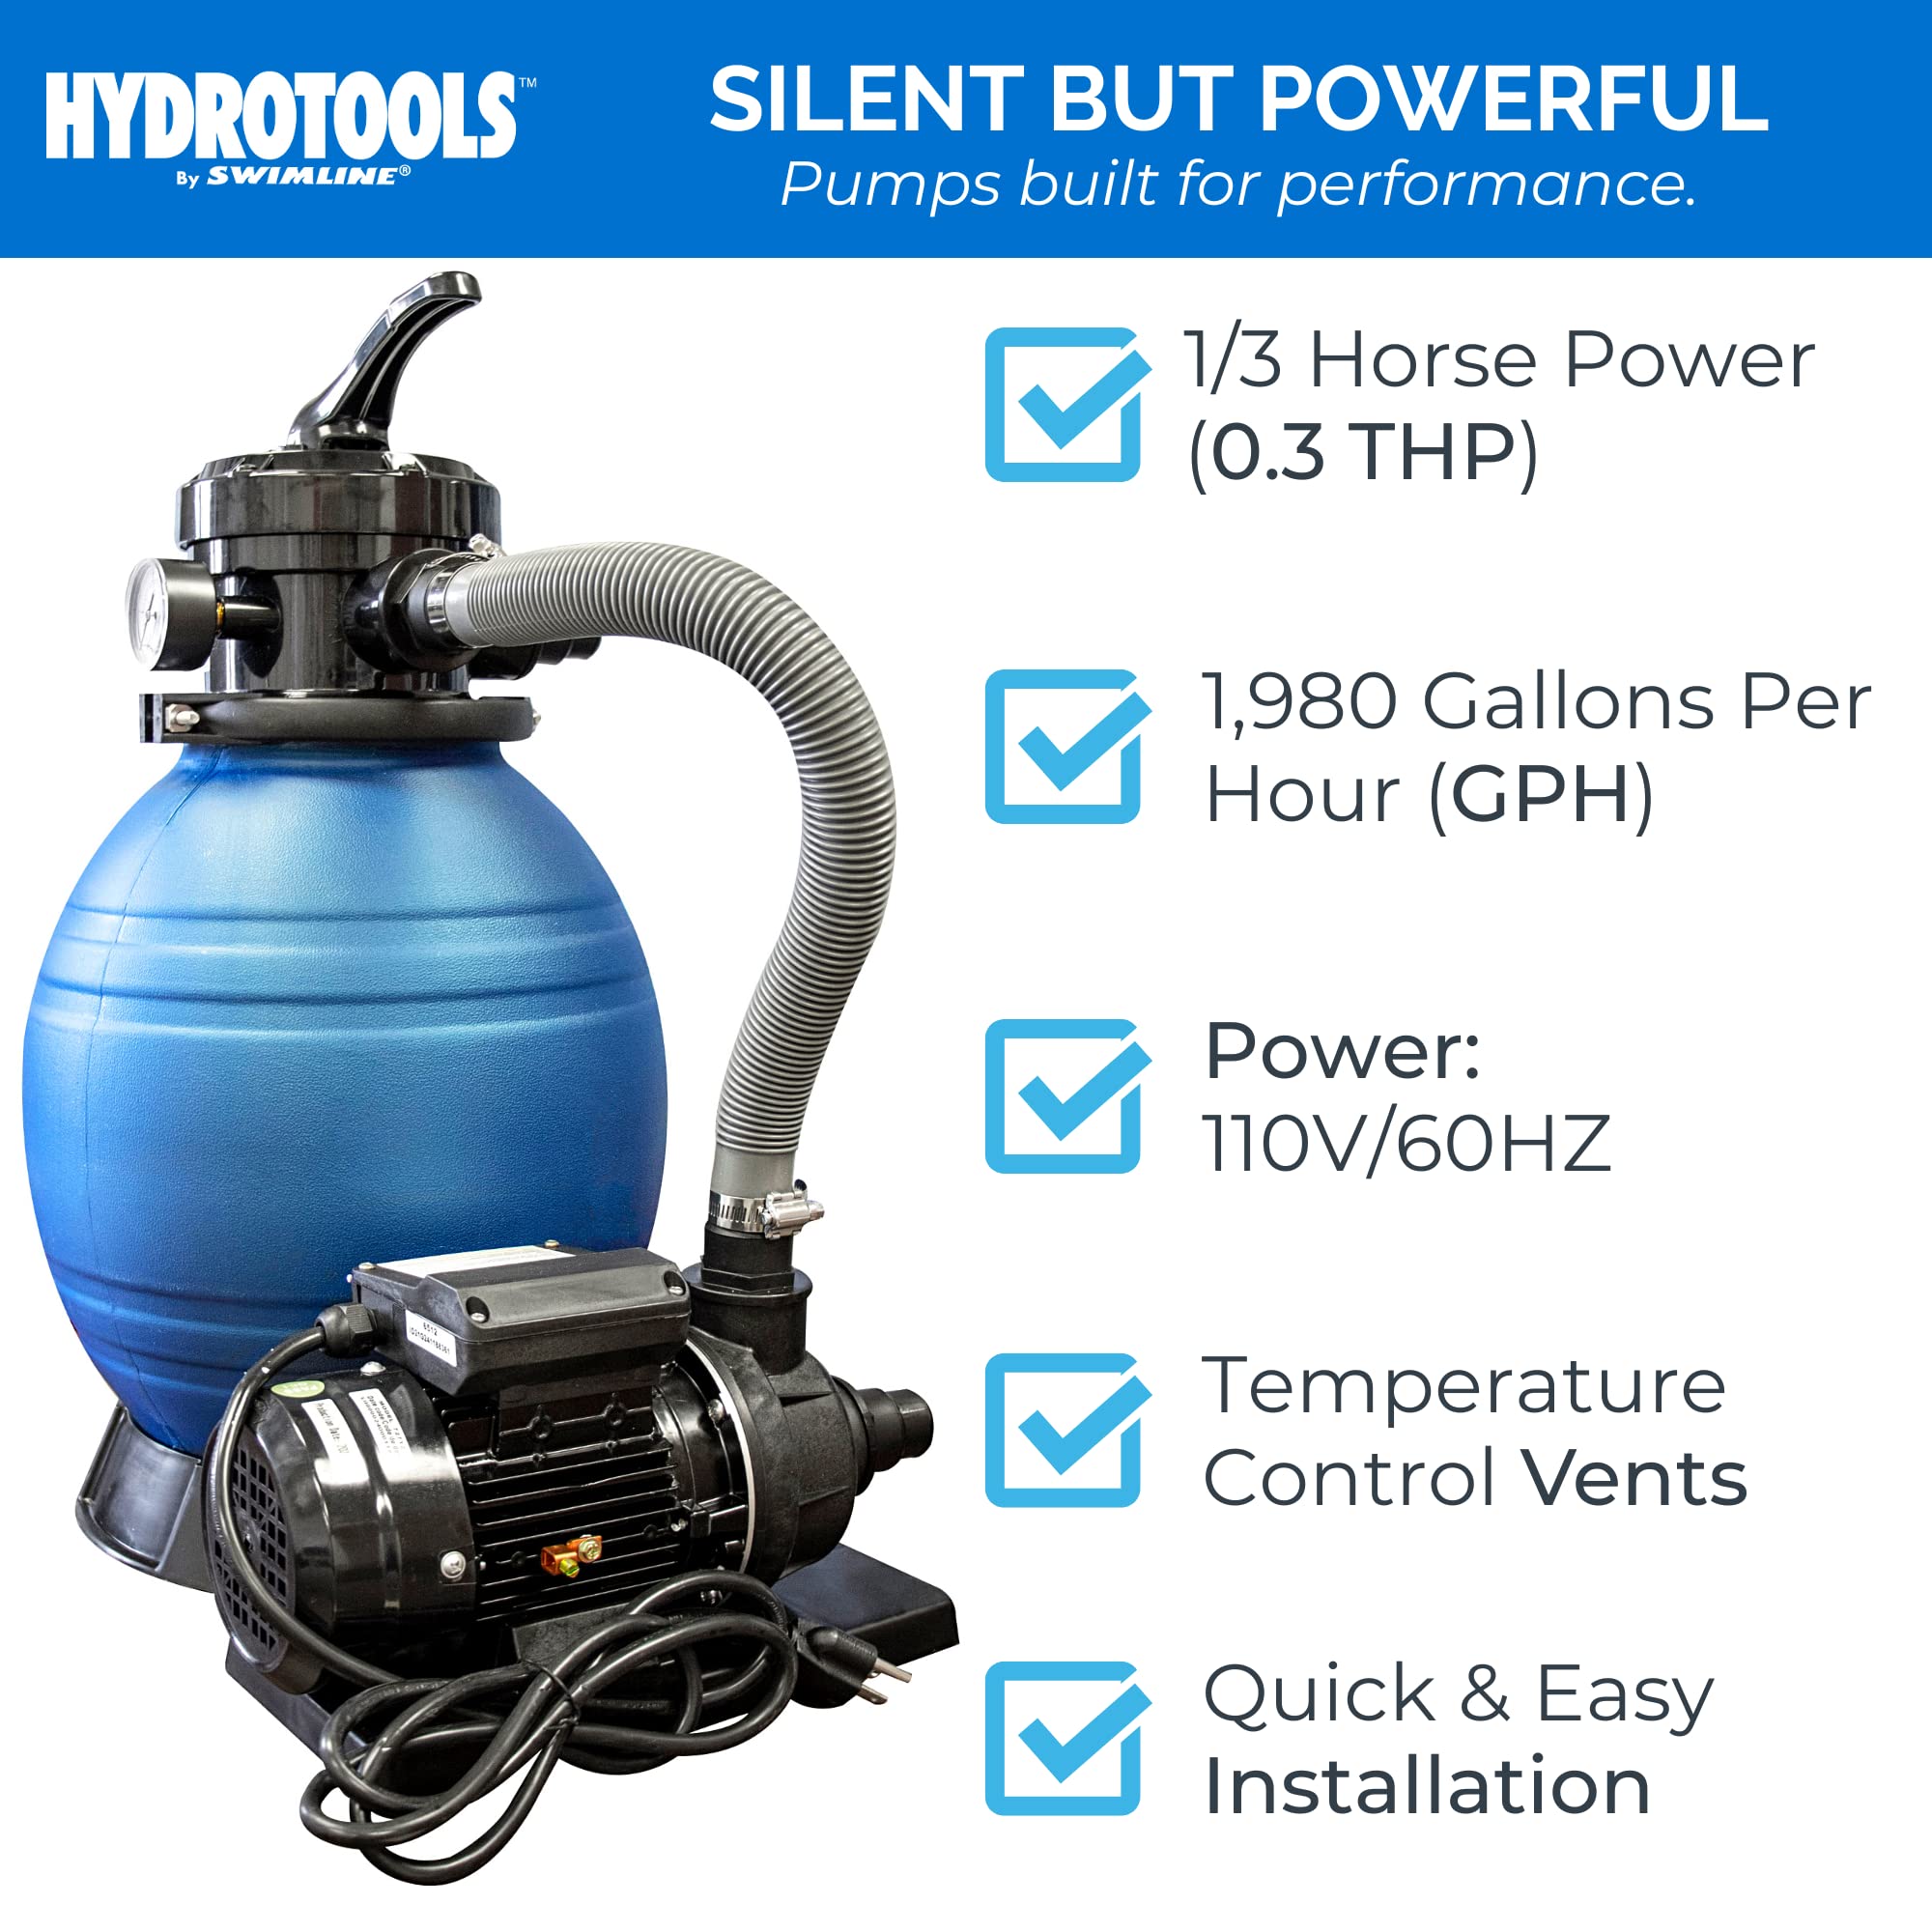 HYDROTOOLS™
By SWIMLINE®
SILENT BUT POWERFUL
Pumps built for performance.
1/3 Horse Power
(0.3 THP)
1,980 Gallons Per
Hour (GPH)
Power:
110V/60HZ
Temperature
Control Vents
Quick & Easy
Installation
6512